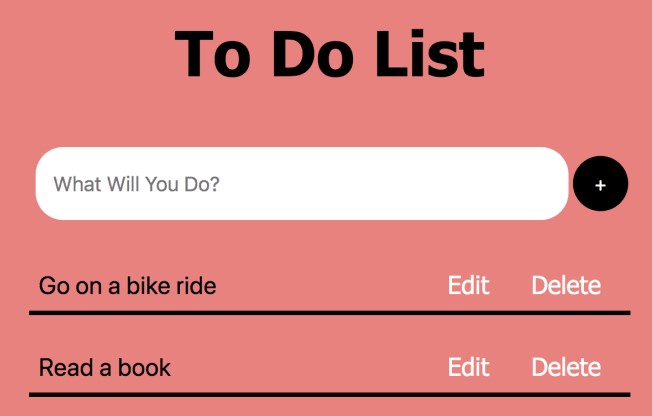 To Do List
What Will You Do?
+
Go on a bike ride Edit Delete
Read a book Edit Delete